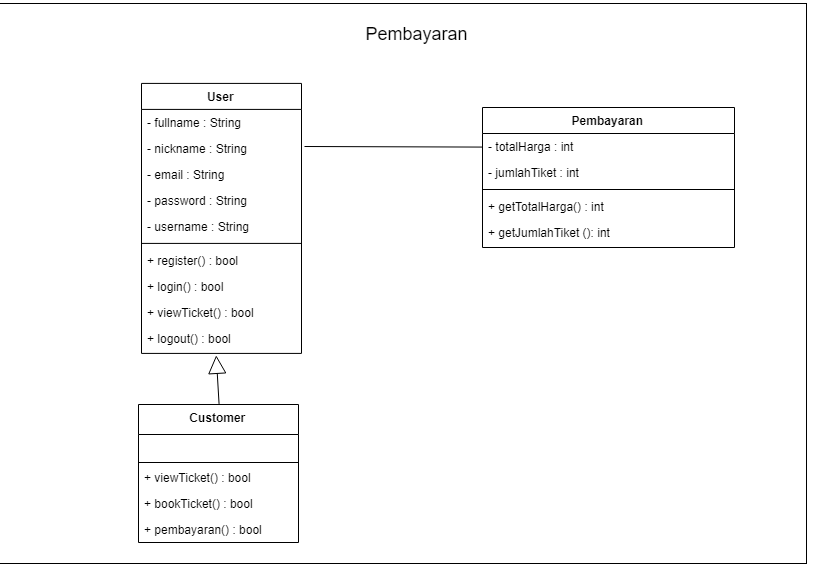 Pembayaran
User
- fullname : String
- nickname : String
- email : String
- password : String
- username : String
+ register() : bool
+ login() : bool
+ viewTicket() : bool
+ logout() : bool
Pembayaran
- totalHarga : int
- jumlahTiket : int
+ getTotalHarga() : int
+ getJumlahTiket (): int
Customer
+ viewTicket() : bool
+ bookTicket() : bool
+ pembayaran() : bool